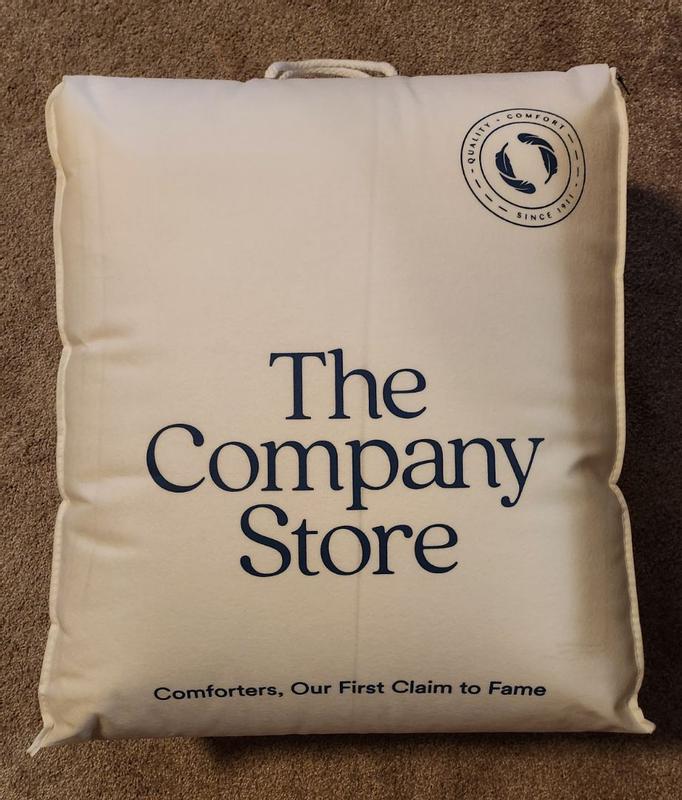 QUALITY - COMFORT
SINCE 1911
The
Company
Store
Comforters, Our First Claim to Fame